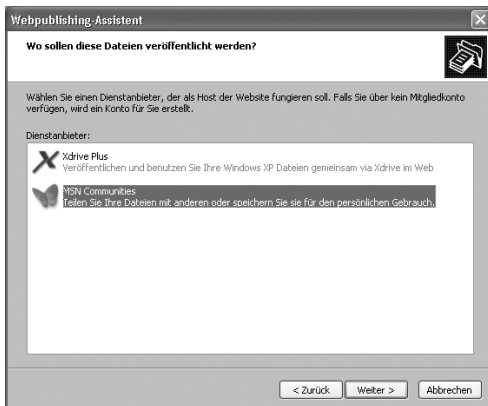 Webpublishing-Assistent
Wo sollen diese Dateien veröffentlicht werden?
Wählen Sie einen Dienstanbieter, der als Host der Website fungieren soll. Falls Sie über kein Mitgliedkonto
verfügen, wird ein Konto für Sie erstellt.
Dienstanbieter:
Xdrive Plus
Veröffentlichen und benutzen Sie Ihre Windows XP Dateien gemeinsam via Xdrive im Web
MSN Communities
Teilen Sie Ihre Dateien mit anderen oder speichern Sie sie für den persönlichen Gebrauch.
< Zurück Weiter > Abbrechen